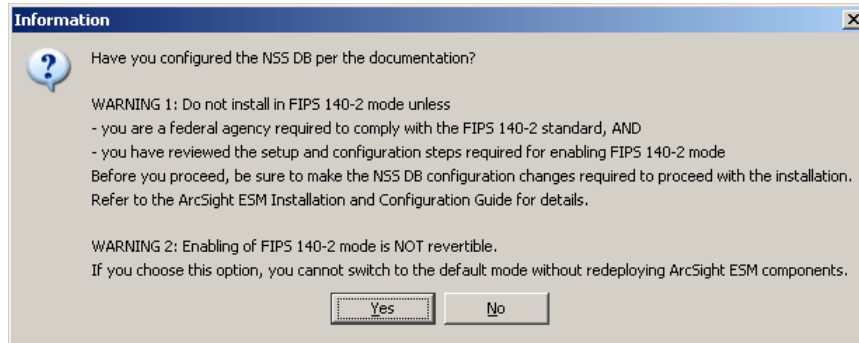 Information
Have you configured the NSS DB per the documentation?
WARNING 1: Do not install in FIPS 140-2 mode unless
- you are a federal agency required to comply with the FIPS 140-2 standard, AND
- you have reviewed the setup and configuration steps required for enabling FIPS 140-2 mode
Before you proceed, be sure to make the NSS DB configuration changes required to proceed with the installation.
Refer to the ArcSight ESM Installation and Configuration Guide for details.
WARNING 2: Enabling of FIPS 140-2 mode is NOT revertible.
If you choose this option, you cannot switch to the default mode without redeploying ArcSight ESM components.
Yes No